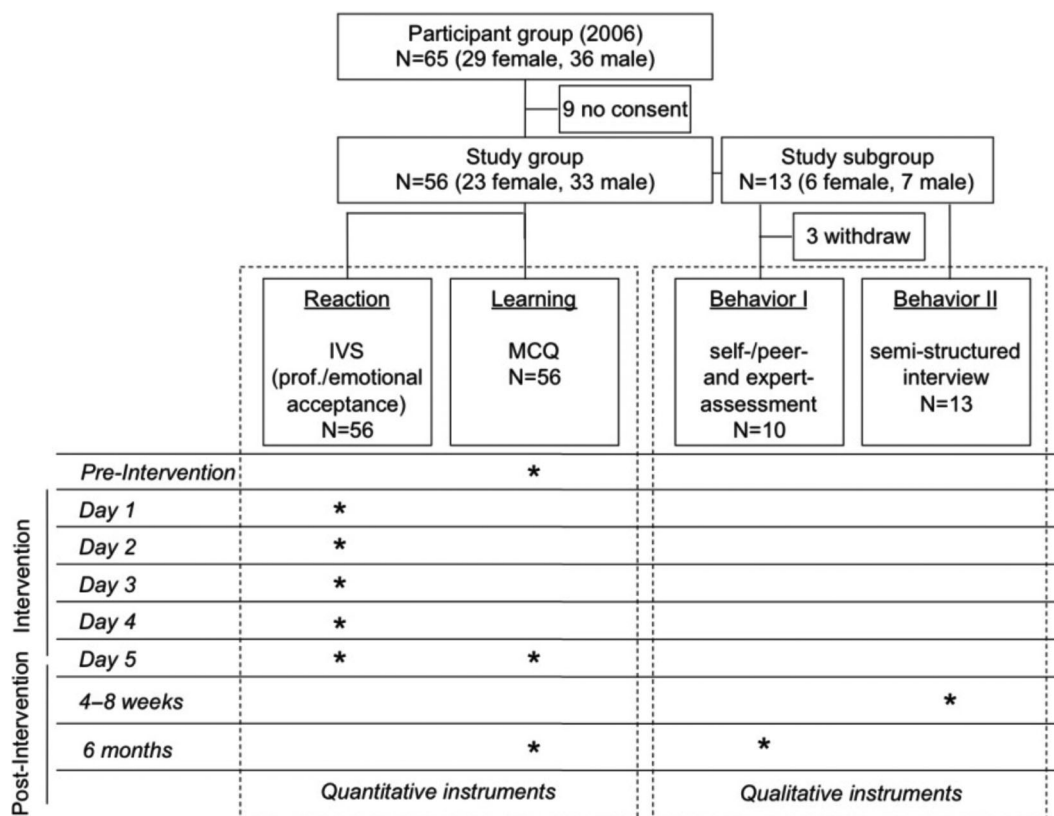 Participant group (2006)
N=65 (29 female, 36 male)
9 no consent
Study group
N=56 (23 female, 33 male)
Study subgroup
N=13 (6 female, 7 male)
3 withdraw
Reaction
IVS
(prof./emotional
acceptance)
N=56
Learning
MCQ
N=56
Behavior I
self-/peer-
and expert-
assessment
N=10
Behavior II
semi-structured
interview
N=13
Pre-Intervention *
Intervention
Day 1 *
Day 2 *
Day 3 *
Day 4 *
Day 5 * *
Post-Intervention
4–8 weeks *
6 months * *
Quantitative instruments
Qualitative instruments